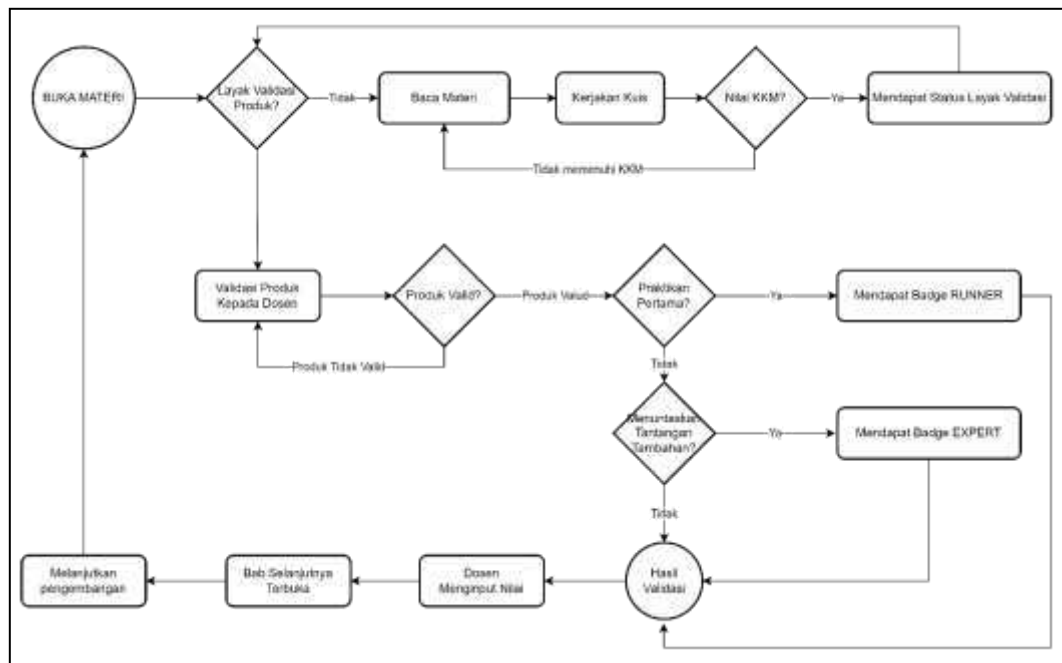 BUKA MATERI
Layak Validasi
Produk?
Tidak
Baca Materi
Kerjakan Kuis
Nilai KKM?
Ya
Mendapat Status Layak Validasi
Tidak memenuhi KKM
Validasi Produk
Kepada Dosen
Produk Valid?
Produk Valud
Praktikan
Pertama?
Ya
Mendapat Badge RUNNER
Produk Tidak Valid
Tidak
Menuntaskan
Tantangan
Tambahan?
Ya
Mendapat Badge EXPERT
Tidak
Melanjutkan
pengembangan
Bab Selanjutnya
Terbuka
Dosen
Menginput Nilai
Hasil
Validasi